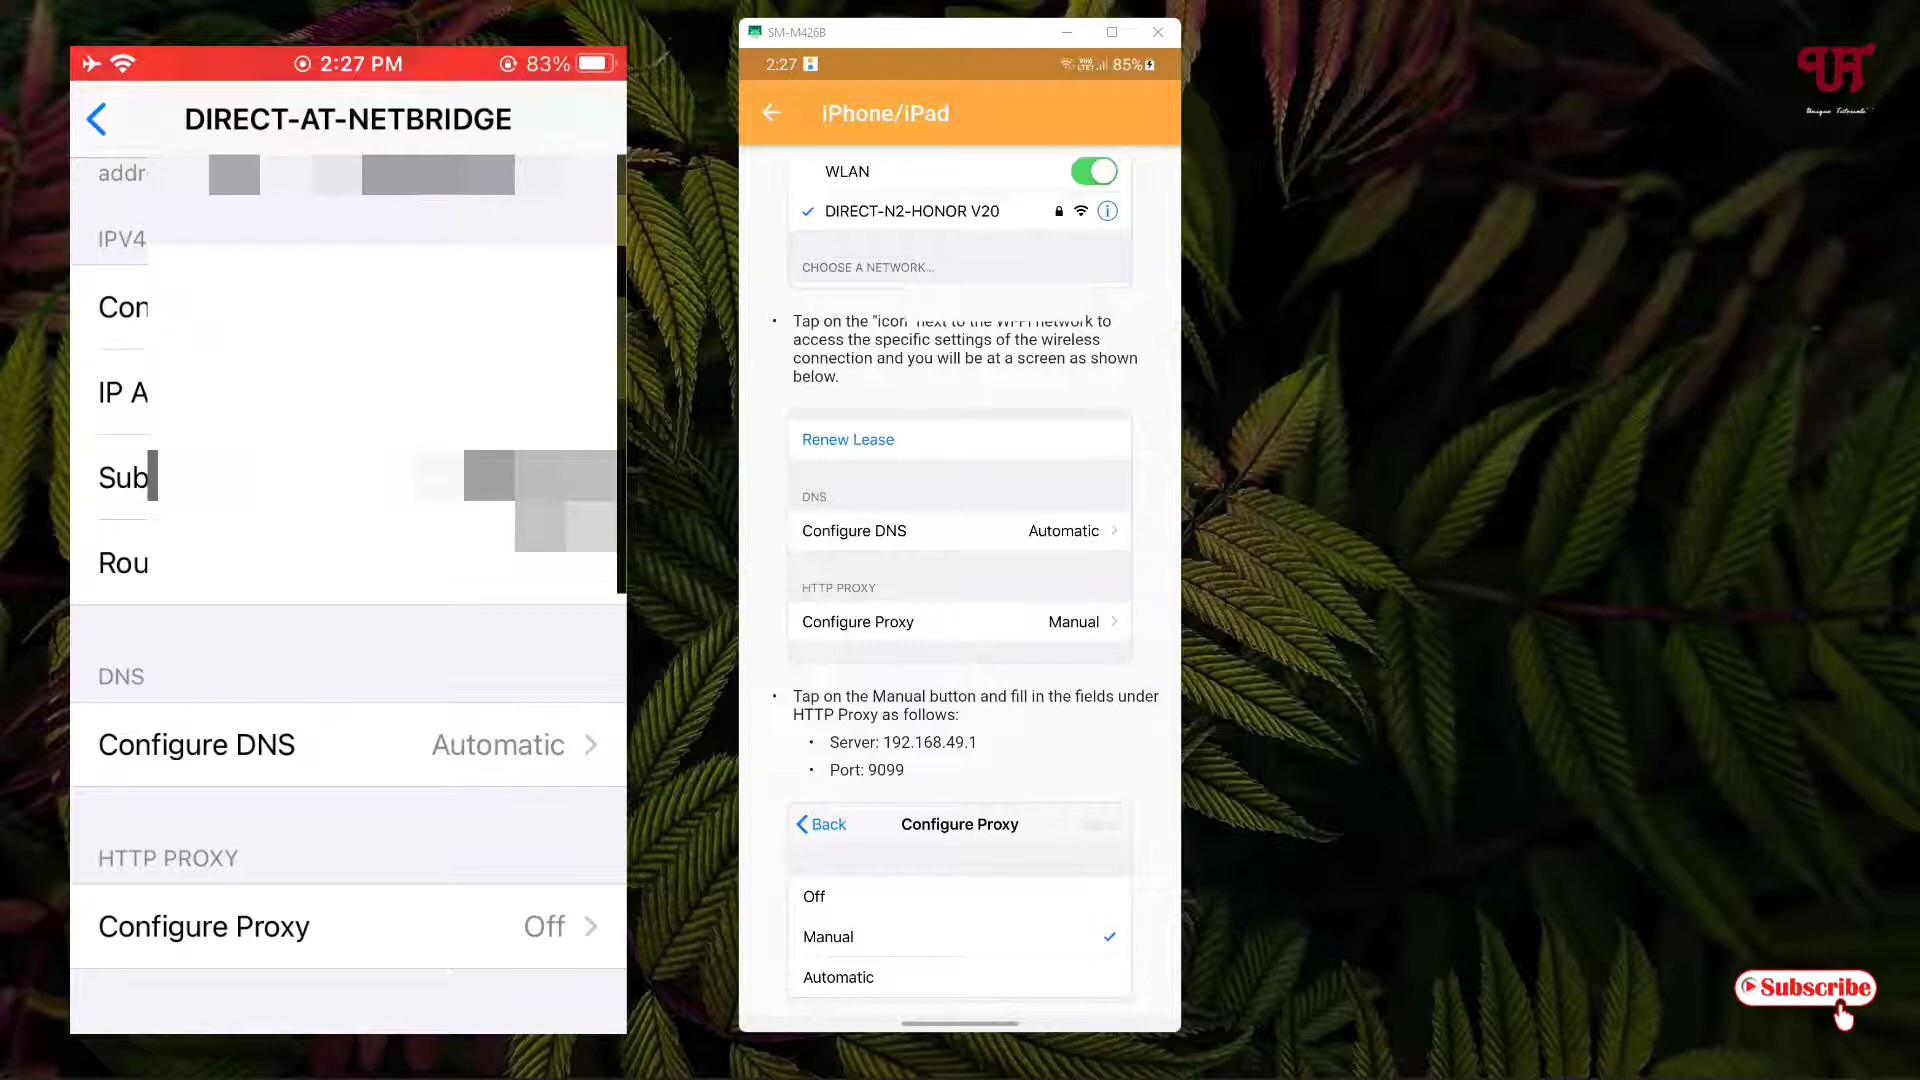 2:27 PM
83%
DIRECT-AT-NETBRIDGE
addr
IPV4
Con
IP A
Sub
Rou
DNS
Configure DNS
Automatic
HTTP PROXY
Configure Proxy
Off
SM-M426B
2:27
85%
iPhone/iPad
WLAN
DIRECT-N2-HONOR V20
CHOOSE A NETWORK...
Tap on the "icon" next to the Wi-Fi network to
access the specific settings of the wireless
connection and you will be at a screen as shown
below.
Renew Lease
DNS
Configure DNS
Automatic
HTTP PROXY
Configure Proxy
Manual
• Tap on the Manual button and fill in the fields under
HTTP Proxy as follows:
• Server: 192.168.49.1
• Port: 9099
Back
Configure Proxy
Off
Manual
Automatic
UT
Unique Tutorials
Subscribe